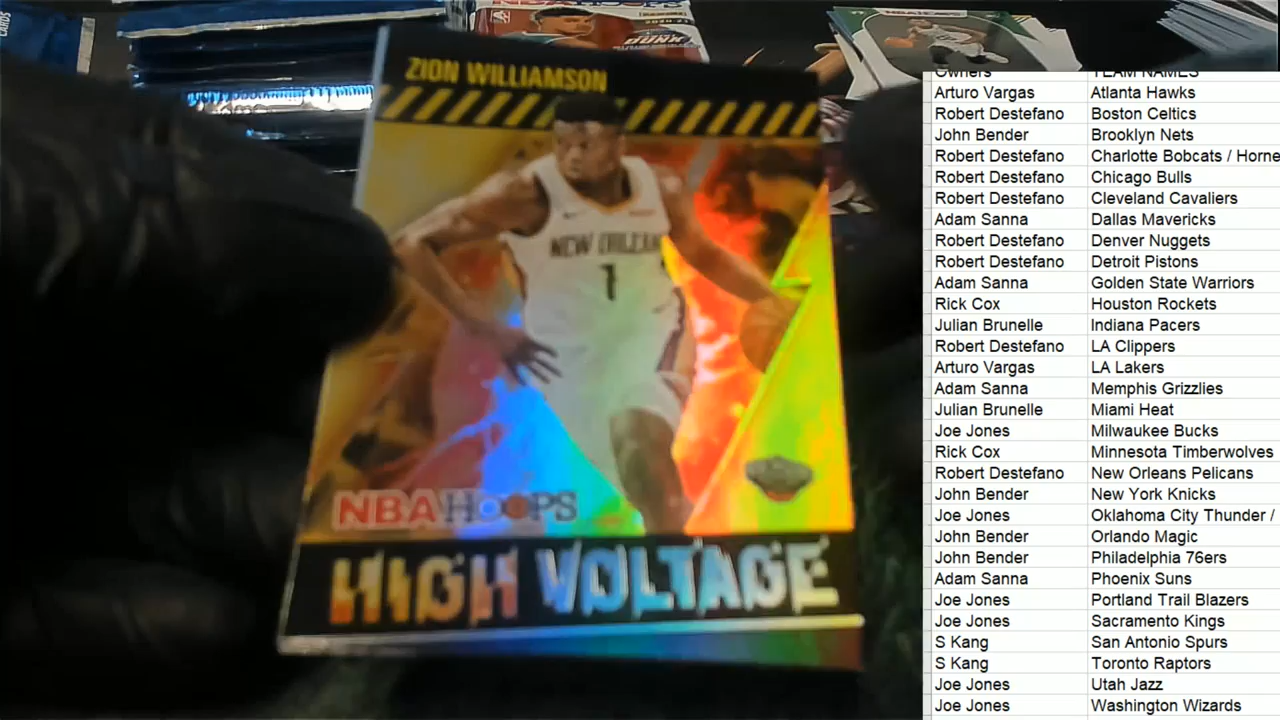 CARDS
HOOPS
2020-21
DUNK
ZION WILLIAMSON
NEW ORLEAN
1
NBA HOOPS
HIGH VOLTAGE
Owners TEAM NAMES
Arturo Vargas Atlanta Hawks
Robert Destefano Boston Celtics
John Bender Brooklyn Nets
Robert Destefano Charlotte Bobcats / Horne
Robert Destefano Chicago Bulls
Robert Destefano Cleveland Cavaliers
Adam Sanna Dallas Mavericks
Robert Destefano Denver Nuggets
Robert Destefano Detroit Pistons
Adam Sanna Golden State Warriors
Rick Cox Houston Rockets
Julian Brunelle Indiana Pacers
Robert Destefano LA Clippers
Arturo Vargas LA Lakers
Adam Sanna Memphis Grizzlies
Julian Brunelle Miami Heat
Joe Jones Milwaukee Bucks
Rick Cox Minnesota Timberwolves
Robert Destefano New Orleans Pelicans
John Bender New York Knicks
Joe Jones Oklahoma City Thunder /
John Bender Orlando Magic
John Bender Philadelphia 76ers
Adam Sanna Phoenix Suns
Joe Jones Portland Trail Blazers
Joe Jones Sacramento Kings
S Kang San Antonio Spurs
S Kang Toronto Raptors
Joe Jones Utah Jazz
Joe Jones Washington Wizards